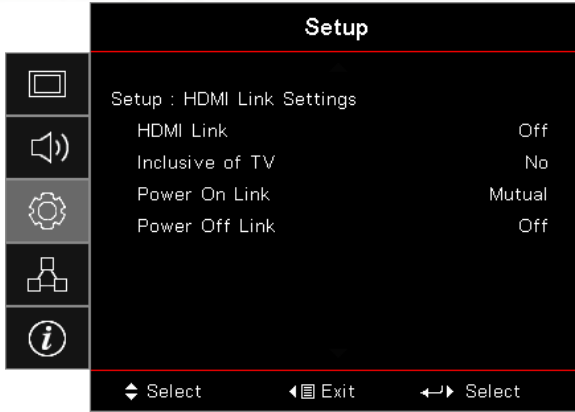 Setup
Setup : HDMI Link Settings
HDMI Link Off
Inclusive of TV No
Power On Link Mutual
Power Off Link Off
i
Select Exit Select